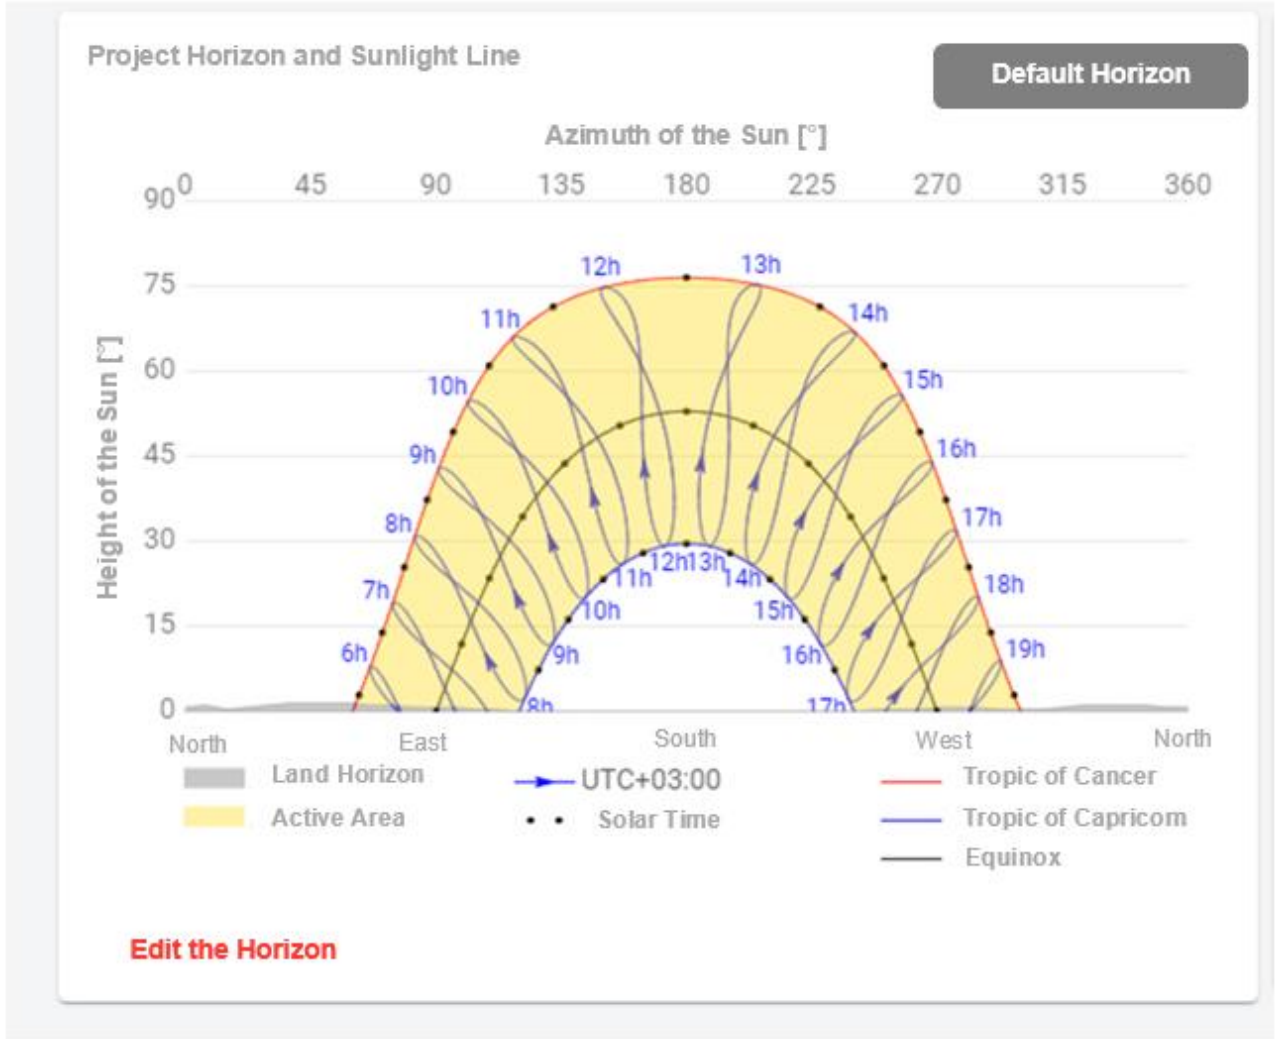 Project Horizon and Sunlight Line
Default Horizon
Azimuth of the Sun [°]
0 45 90 135 180 225 270 315 360
90
75
60
45
30
15
0
Height of the Sun [°]
12h 13h
11h 14h
10h 15h
9h 16h
8h 17h
7h 18h
6h 19h
12h 13h
11h 14h
10h 15h
9h 16h
8h 17h
North East South West North
Land Horizon UTC+03:00 Tropic of Cancer
Active Area Solar Time Tropic of Capricorn
Equinox
Edit the Horizon